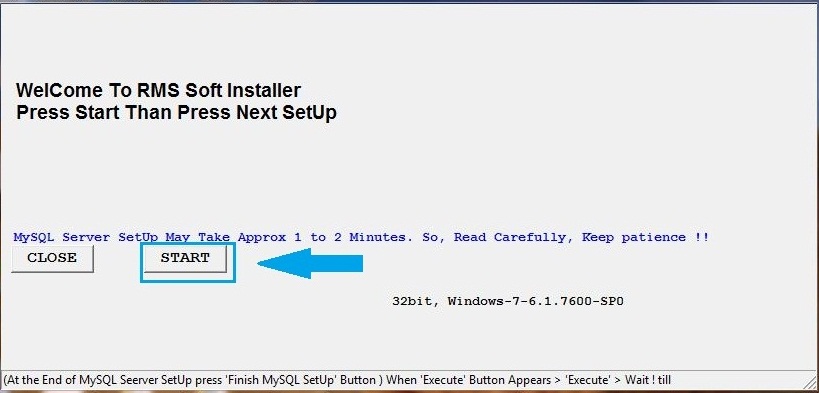 WelCome To RMS Soft Installer
Press Start Than Press Next SetUp
MySQL Server SetUp May Take Approx 1 to 2 Minutes. So, Read Carefully, Keep patience !!
CLOSE
START
32bit, Windows-7-6.1.7600-SP0
(At the End of MySQL Seerver SetUp press 'Finish MySQL SetUp' Button ) When 'Execute' Button Appears > 'Execute' > Wait ! till